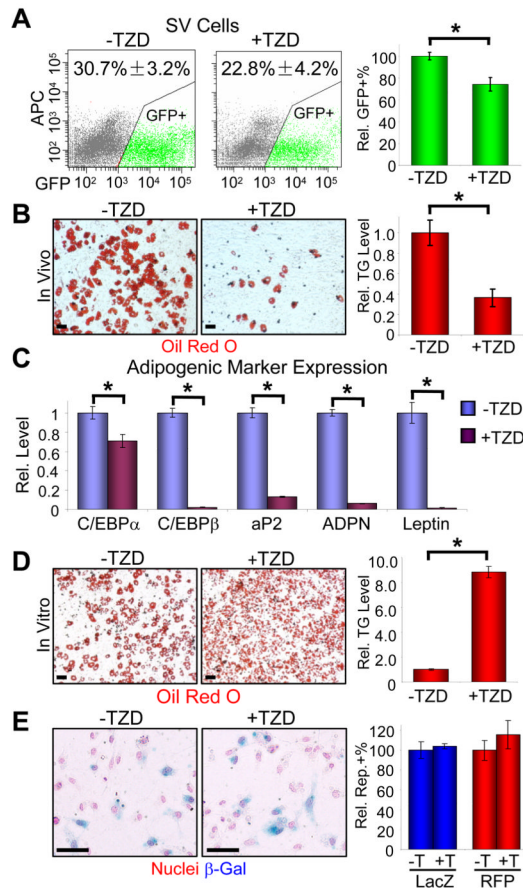 A
SV Cells
-TZD
+TZD
APC
10⁵
10⁴
10³
10²
30.7%±3.2%
GFP+
22.8%±4.2%
GFP+
GFP
10² 10³ 10⁴ 10⁵
10² 10³ 10⁴ 10⁵
Rel. GFP+%
100
80
60
40
20
0
*
-TZD +TZD
B
-TZD
+TZD
In Vivo
Oil Red O
Rel. TG Level
1.0
0.8
0.6
0.4
0.2
0
*
-TZD +TZD
C
Adipogenic Marker Expression
Rel. Level
1
0.8
0.6
0.4
0.2
0
* * * * *
C/EBPα C/EBPβ aP2 ADPN Leptin
-TZD
+TZD
D
-TZD
+TZD
In Vitro
Oil Red O
Rel. TG Level
10.0
8.0
6.0
4.0
2.0
0
*
-TZD +TZD
E
-TZD
+TZD
Nuclei β-Gal
Rel. Rep.+%
120
100
80
60
40
20
0
-T +T -T +T
LacZ RFP